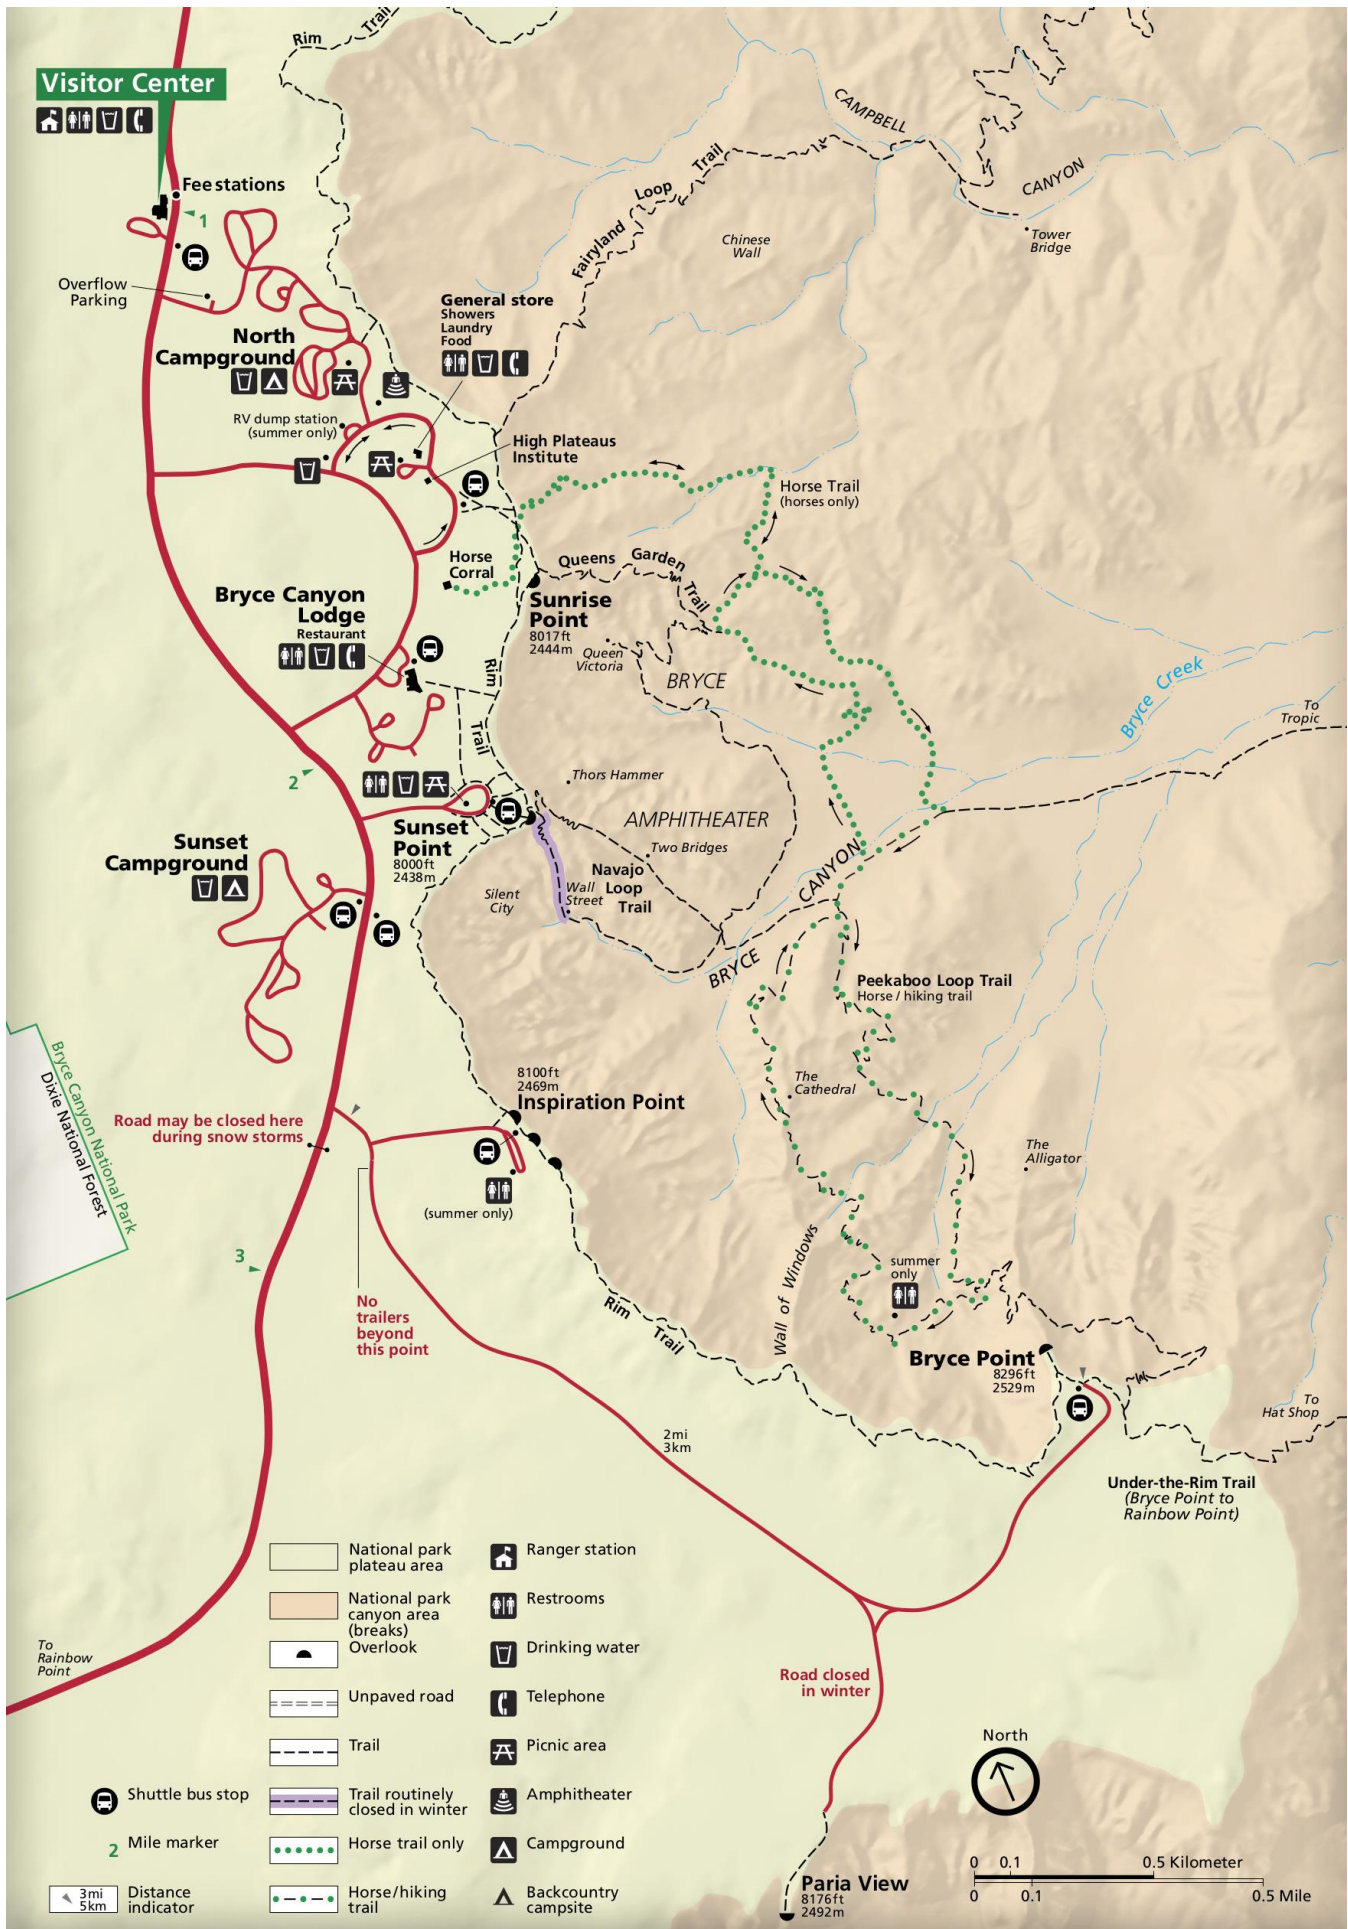 Rim
Trail
Visitor Center
Fee stations
1
Overflow
Parking
North
Campground
RV dump station
(summer only)
General store
Showers
Laundry
Food
High Plateaus
Institute
Fairyland
Loop
Trail
CAMPBELL
CANYON
Chinese
Wall
Tower
Bridge
Horse Trail
(horses only)
Horse
Corral
Queens
Garden
Trail
Sunrise
Point
8017ft
2444m
Bryce Canyon
Lodge
Restaurant
Queen
Victoria
Rim
Trail
BRYCE
AMPHITHEATER
Bryce Creek
To
Tropic
2
Thors Hammer
Two Bridges
Sunset
Point
8000ft
2438m
Sunset
Campground
Silent
City
Wall
Street
Navajo
Loop
Trail
BRYCE
CANYON
Peekaboo Loop Trail
Horse / hiking trail
Bryce Canyon National Park
Dixie National Forest
Road may be closed here
during snow storms
8100ft
2469m
Inspiration Point
(summer only)
The
Cathedral
The
Alligator
3
No
trailers
beyond
this point
Rim
Trail
Wall of Windows
summer
only
Bryce Point
8296ft
2529m
To
Hat Shop
2mi
3km
Under-the-Rim Trail
(Bryce Point to
Rainbow Point)
To
Rainbow
Point
Road closed
in winter
Paria View
8176ft
2492m
North
0 0.1 0.5 Kilometer
0 0.1 0.5 Mile
National park
plateau area
National park
canyon area
(breaks)
Overlook
Unpaved road
Trail
Trail routinely
closed in winter
Horse trail only
Horse/hiking
trail
Ranger station
Restrooms
Drinking water
Telephone
Picnic area
Amphitheater
Campground
Backcountry
campsite
Shuttle bus stop
2 Mile marker
3mi
5km
Distance
indicator